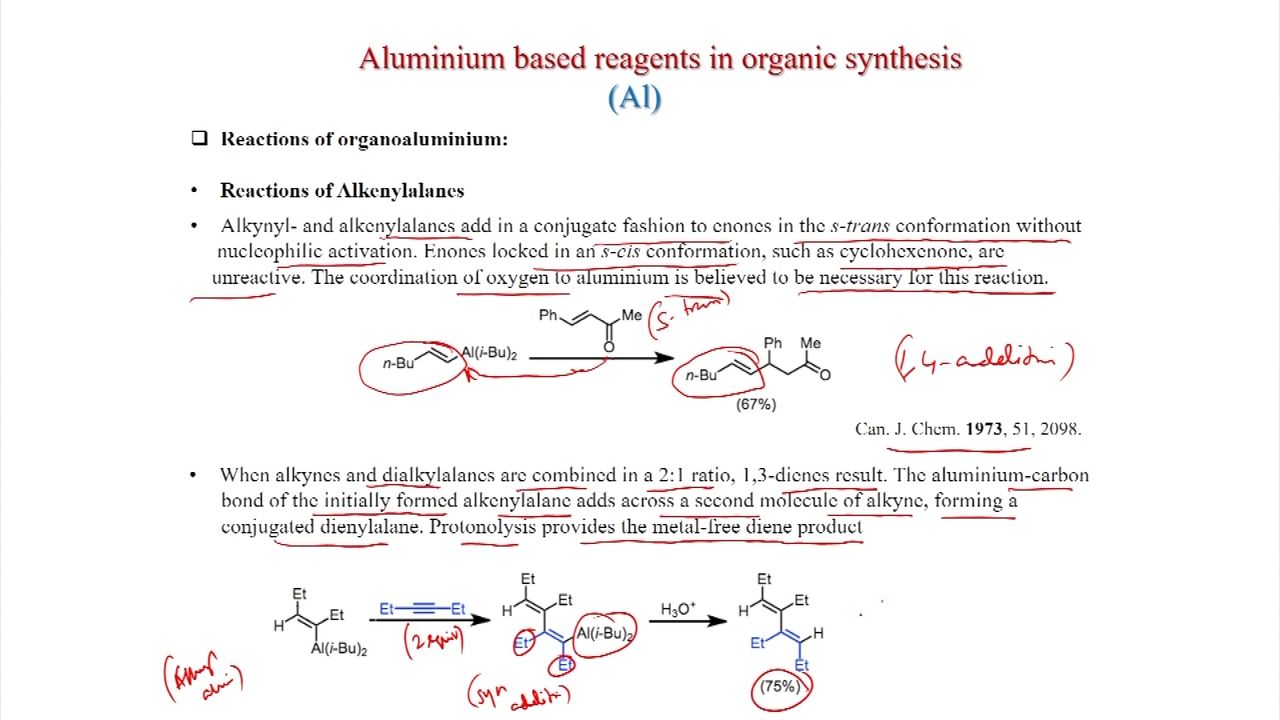 Aluminium based reagents in organic synthesis
(Al)
❑ Reactions of organoaluminium:
• Reactions of Alkenylalanes
• Alkynyl- and alkenylalanes add in a conjugate fashion to enones in the s-trans conformation without
nucleophilic activation. Enones locked in an s-cis conformation, such as cyclohexenone, are
unreactive. The coordination of oxygen to aluminium is believed to be necessary for this reaction.
Ph Me O
(S-trans)
n-Bu Al(i-Bu)2
n-Bu Ph Me O
(67%)
(1,4-addition)
Can. J. Chem. 1973, 51, 2098.
• When alkynes and dialkylalanes are combined in a 2:1 ratio, 1,3-dienes result. The aluminium-carbon
bond of the initially formed alkenylalane adds across a second molecule of alkyne, forming a
conjugated dienylalane. Protonolysis provides the metal-free diene product
Et H Et Al(i-Bu)2
Et Et
(2 equiv)
Et H Et Et Al(i-Bu)2 Et
(syn addition)
H3O+
Et H Et Et H Et
(75%)